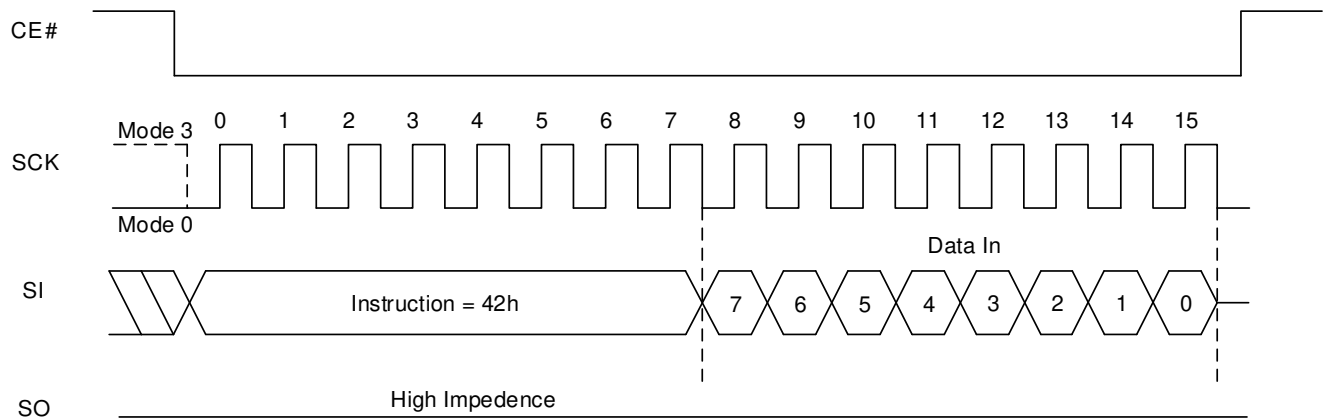 CE#
SCK
Mode 3
0 1 2 3 4 5 6 7 8 9 10 11 12 13 14 15
Mode 0
Data In
SI
Instruction = 42h
7 6 5 4 3 2 1 0
High Impedence
SO